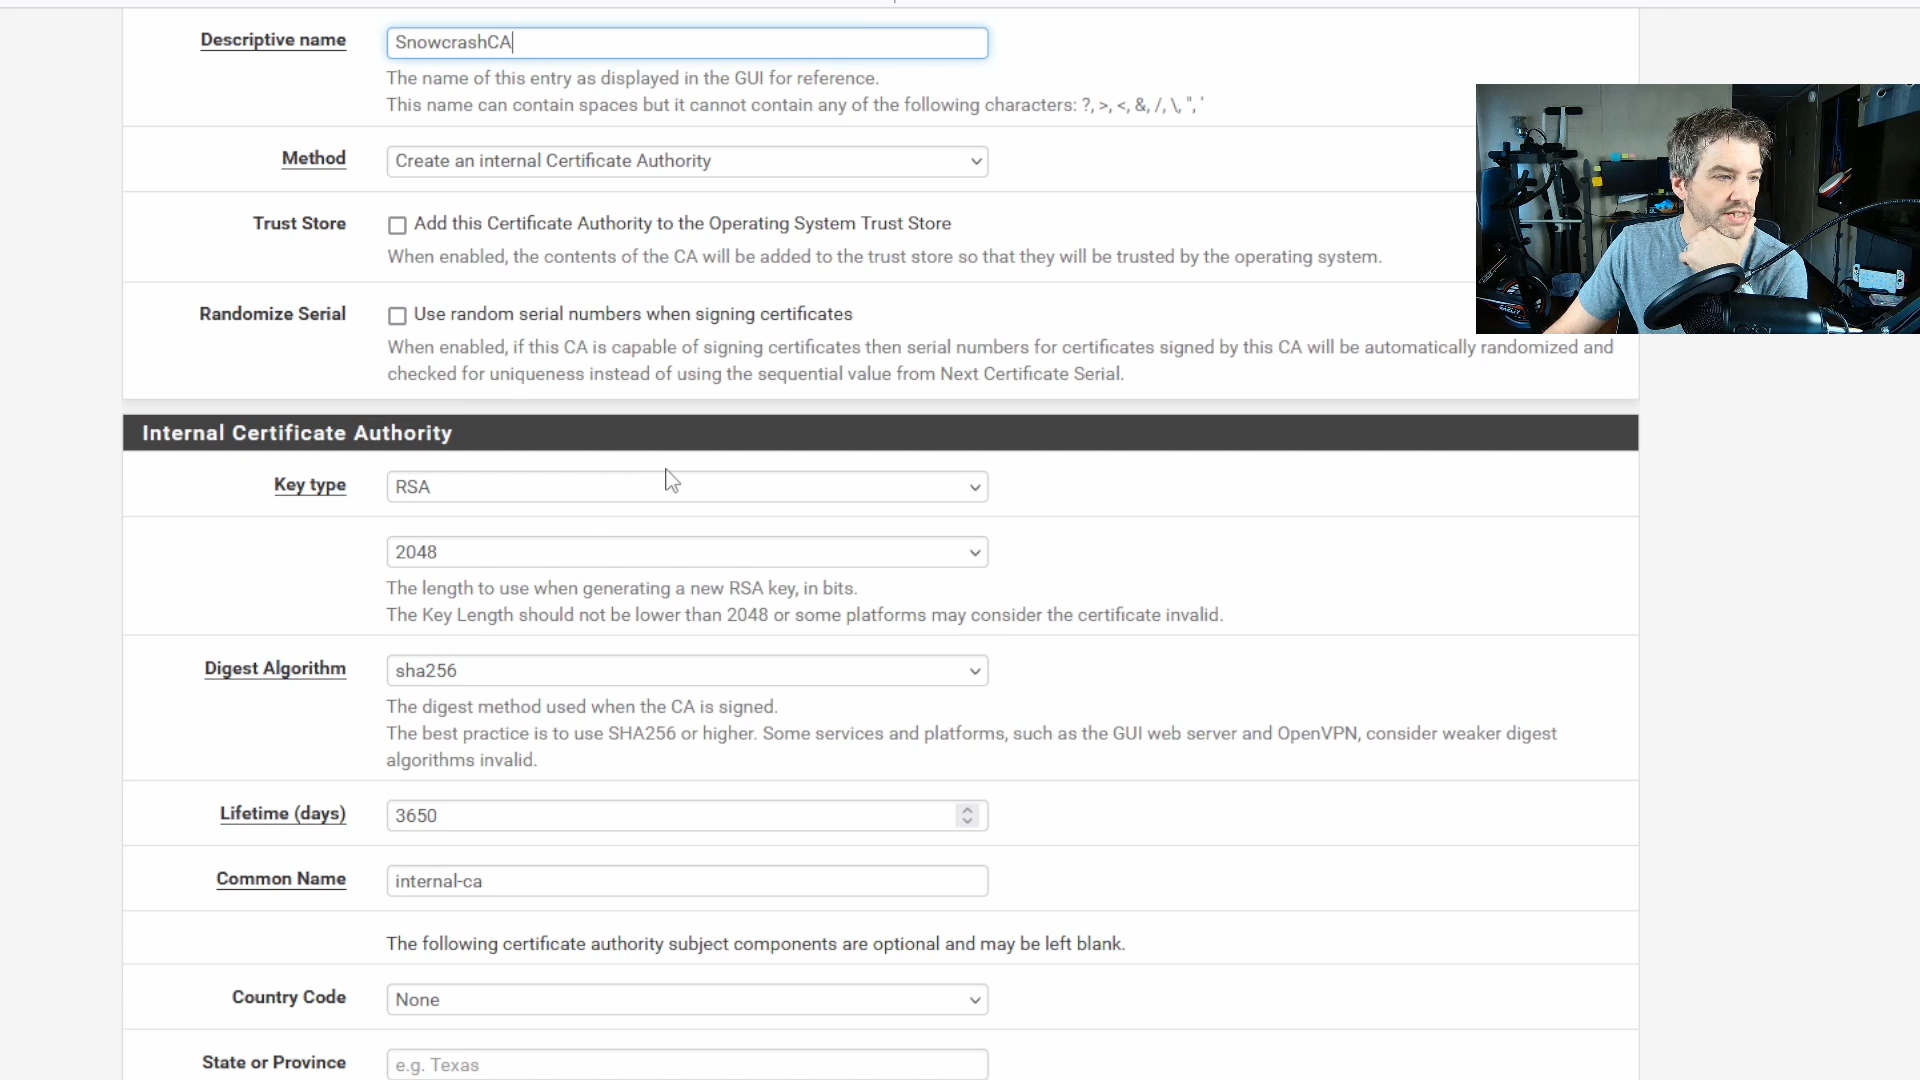 Descriptive name
SnowcrashCA
The name of this entry as displayed in the GUI for reference.
This name can contain spaces but it cannot contain any of the following characters: ?, >, <, &, /, \, ", '
Method
Create an internal Certificate Authority
Trust Store
Add this Certificate Authority to the Operating System Trust Store
When enabled, the contents of the CA will be added to the trust store so that they will be trusted by the operating system.
Randomize Serial
Use random serial numbers when signing certificates
When enabled, if this CA is capable of signing certificates then serial numbers for certificates signed by this CA will be automatically randomized and
checked for uniqueness instead of using the sequential value from Next Certificate Serial.
Internal Certificate Authority
Key type
RSA
2048
The length to use when generating a new RSA key, in bits.
The Key Length should not be lower than 2048 or some platforms may consider the certificate invalid.
Digest Algorithm
sha256
The digest method used when the CA is signed.
The best practice is to use SHA256 or higher. Some services and platforms, such as the GUI web server and OpenVPN, consider weaker digest
algorithms invalid.
Lifetime (days)
3650
Common Name
internal-ca
The following certificate authority subject components are optional and may be left blank.
Country Code
None
State or Province
e.g. Texas